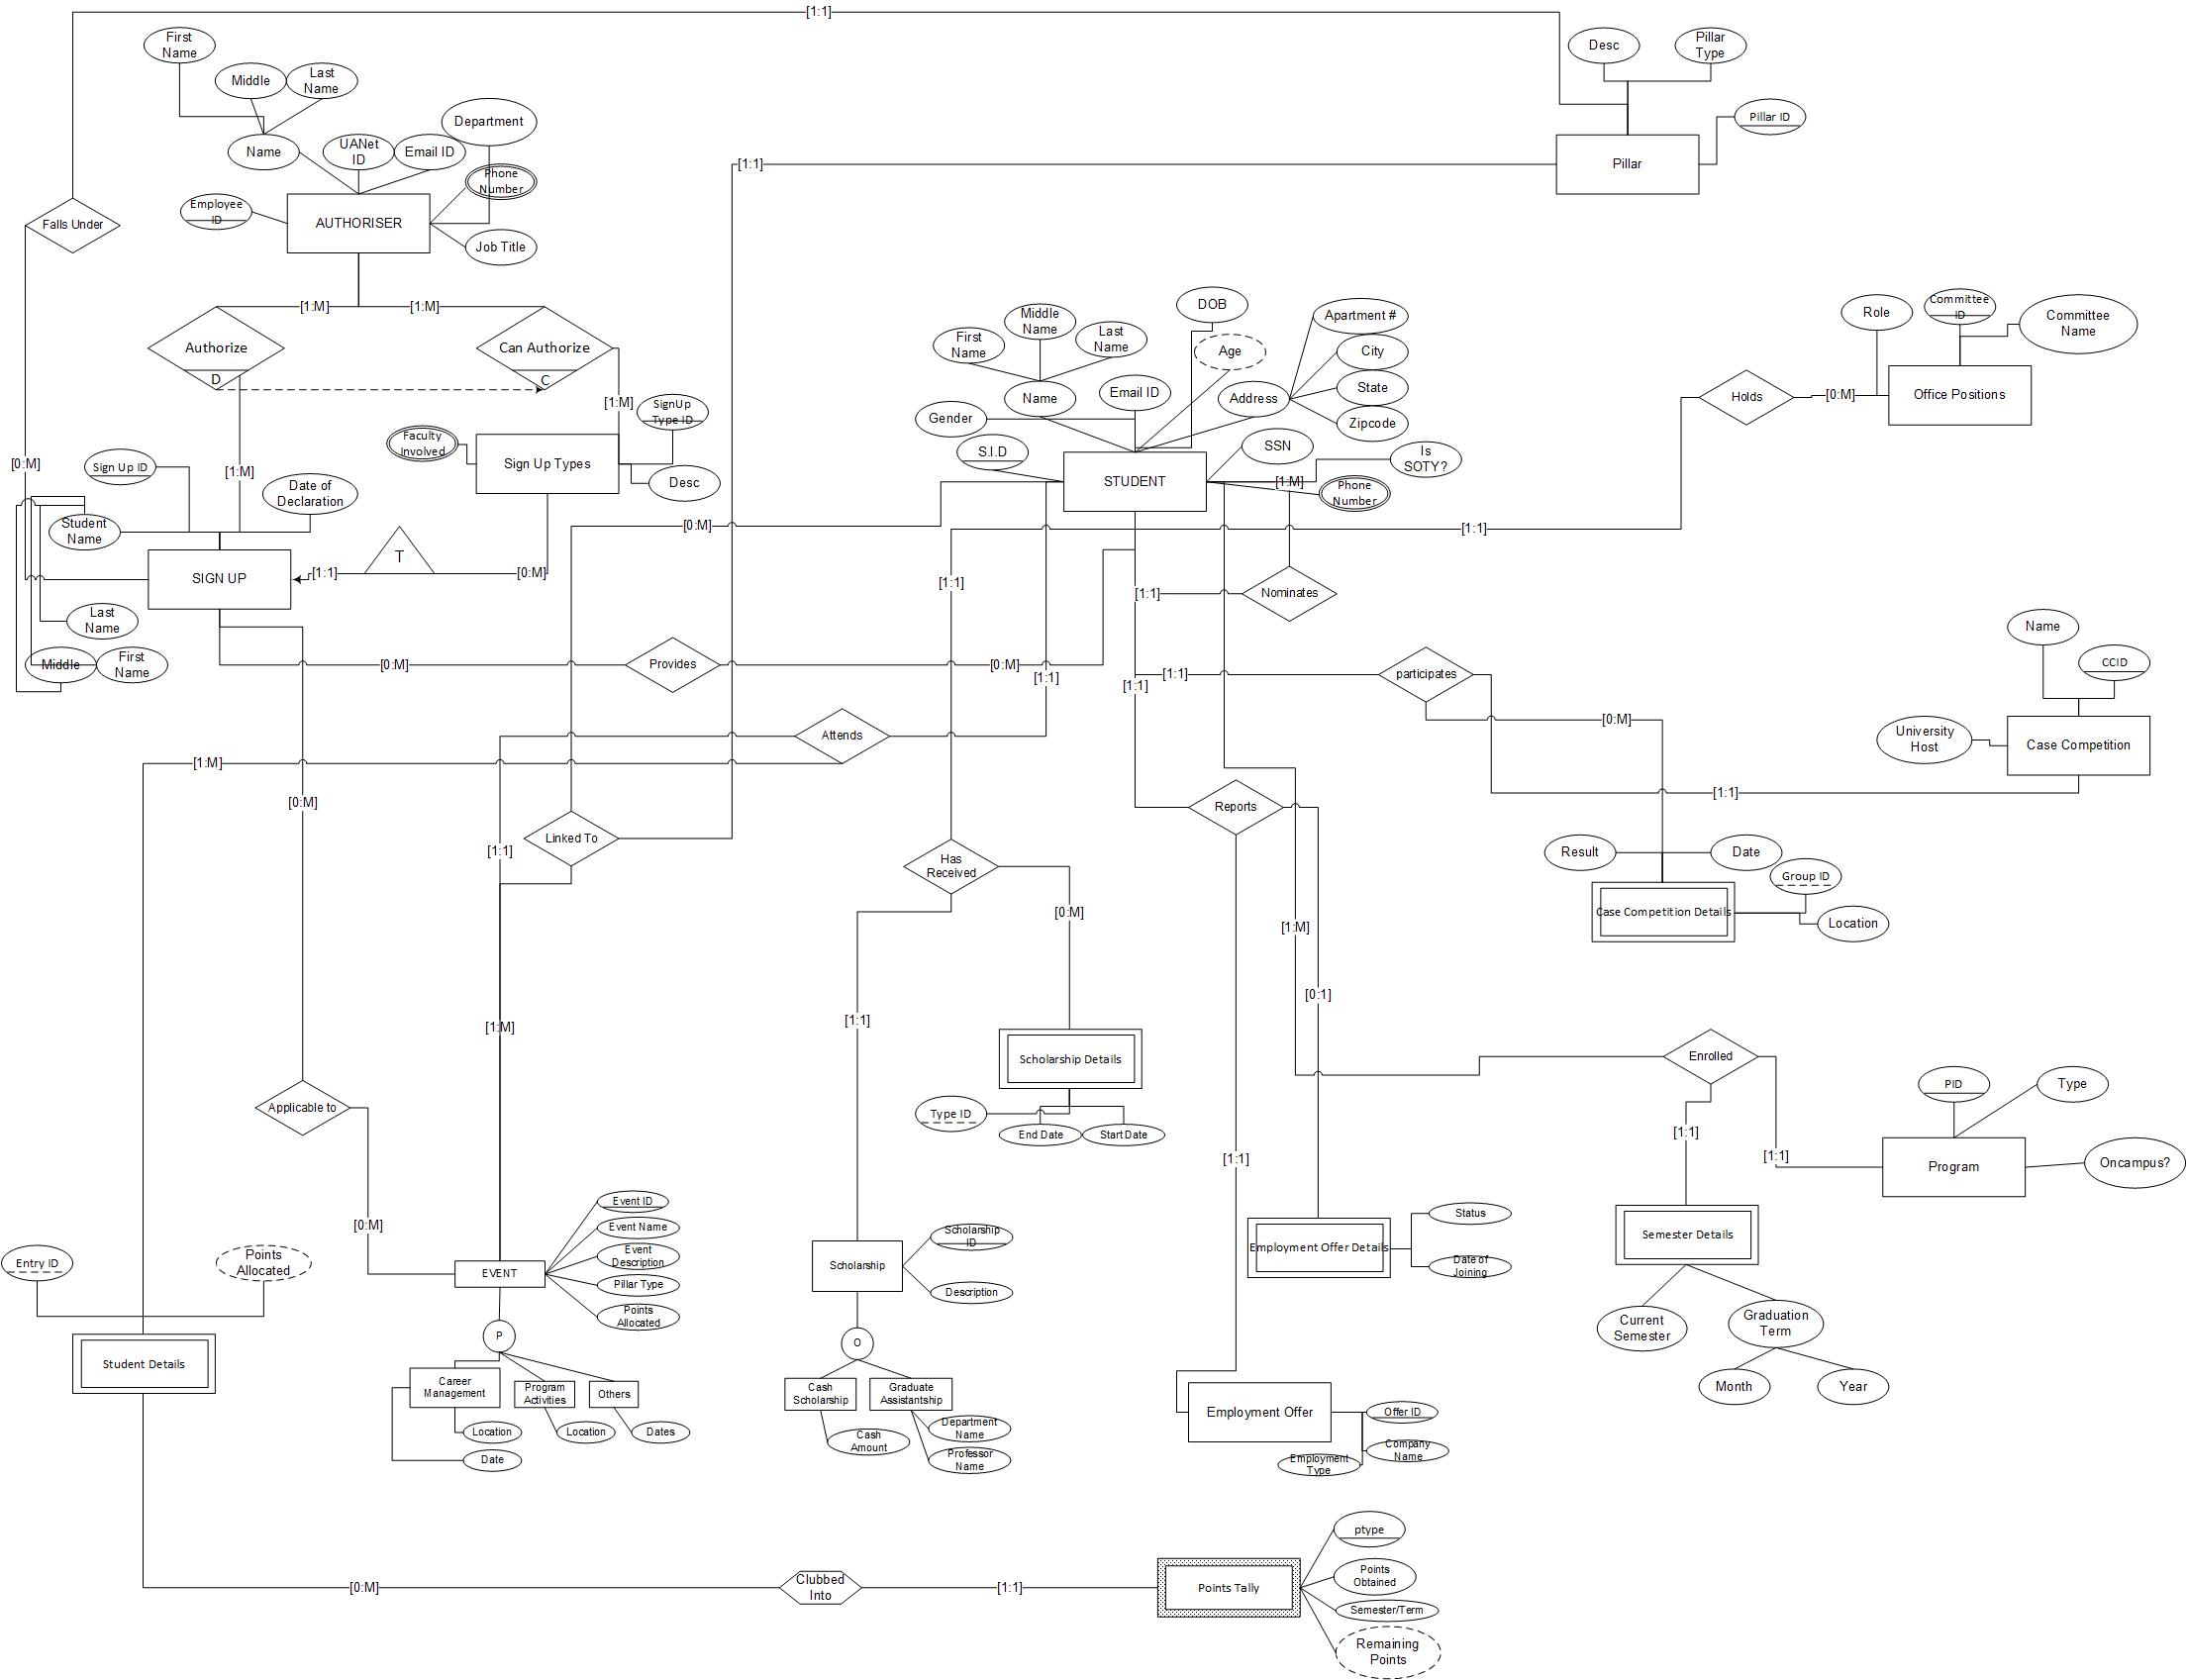 [1:1]
First
Name
Middle
Last
Name
Desc
Pillar
Type
Pillar ID
Department
Name
UANet
ID
Email ID
Pillar
[1:1]
Phone
Number
Employee
ID
AUTHORISER
Job Title
Falls Under
[1:M]
[1:M]
Authorize
D
Can Authorize
C
[1:M]
SignUp
Type ID
Faculty
Involved
Sign Up Types
Desc
[0:M]
Sign Up ID
[1:M]
Date of
Declaration
Student
Name
SIGN UP
[1:1]
T
[0:M]
Last
Name
Middle
First
Name
DOB
Middle
Name
First
Name
Last
Name
Age
Apartment #
City
State
Zipcode
Name
Email ID
Address
Gender
S.I.D
STUDENT
SSN
Is
SOTY?
[1:M]
Phone
Number
Role
Committee
ID
Committee
Name
Holds
[0:M]
Office Positions
[0:M]
[1:1]
[1:1]
[1:1]
Nominates
[0:M]
Provides
[0:M]
[1:1]
[1:1]
[1:1]
participates
[0:M]
Name
CCID
University
Host
Case Competition
[1:1]
Attends
[1:M]
[0:M]
Reports
Linked To
[1:1]
Has
Received
[0:M]
Result
Date
Group ID
Case Competition Details
Location
[1:M]
[0:1]
[1:M]
[1:1]
Scholarship Details
Type ID
End Date
Start Date
Enrolled
PID
Type
[1:1]
[1:1]
[1:1]
Program
Oncampus?
Applicable to
[0:M]
Event ID
Event Name
Event
Description
Pillar Type
Points
Allocated
EVENT
P
Career
Management
Program
Activities
Others
Location
Location
Dates
Date
Scholarship
ID
Scholarship
Description
O
Cash
Scholarship
Graduate
Assistantship
Cash
Amount
Department
Name
Professor
Name
Status
Employment Offer Details
Date of
Joining
Semester Details
Current
Semester
Graduation
Term
Month
Year
Entry ID
Points
Allocated
Student Details
Employment Offer
Offer ID
Company
Name
Employment
Type
[0:M]
Clubbed
Into
[1:1]
Points Tally
ptype
Points
Obtained
Semester/Term
Remaining
Points